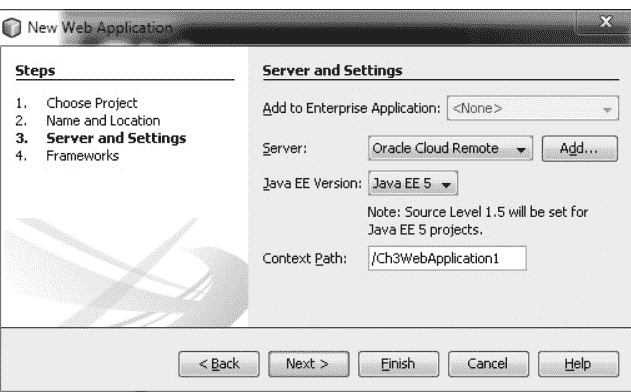 New Web Application
Steps
1. Choose Project
2. Name and Location
3. Server and Settings
4. Frameworks
Server and Settings
Add to Enterprise Application: <None>
Server: Oracle Cloud Remote Add...
Java EE Version: Java EE 5
Note: Source Level 1.5 will be set for
Java EE 5 projects.
Context Path: /Ch3WebApplication1
< Back Next > Finish Cancel Help